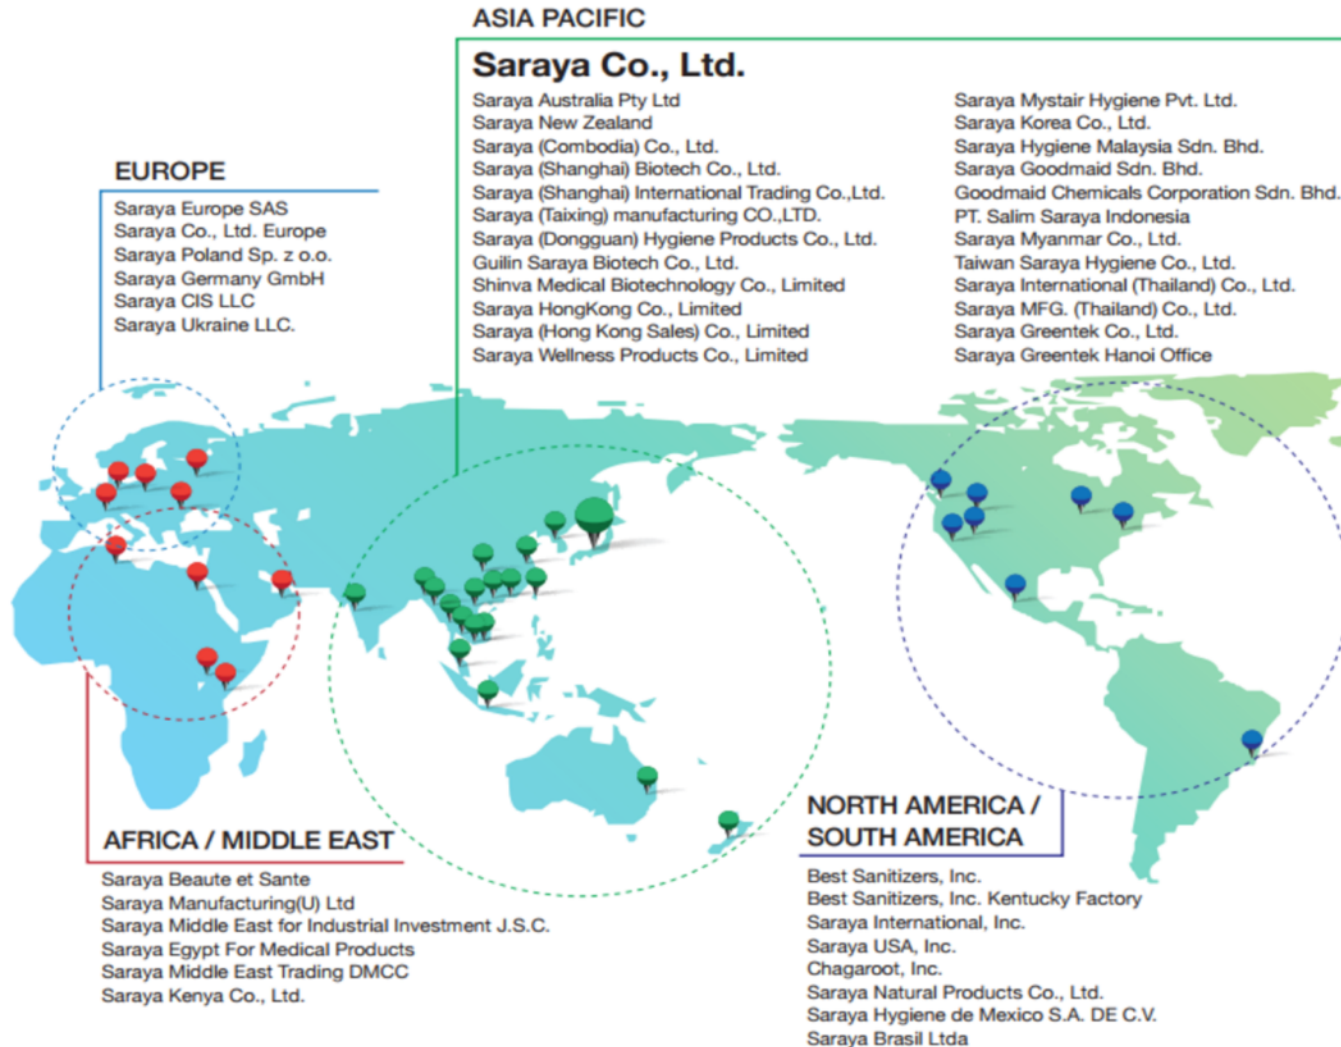 ASIA PACIFIC
Saraya Co., Ltd.
Saraya Australia Pty Ltd
Saraya New Zealand
Saraya (Combodia) Co., Ltd.
Saraya (Shanghai) Biotech Co., Ltd.
Saraya (Shanghai) International Trading Co.,Ltd.
Saraya (Taixing) manufacturing CO.,LTD.
Saraya (Dongguan) Hygiene Products Co., Ltd.
Guilin Saraya Biotech Co., Ltd.
Shinva Medical Biotechnology Co., Limited
Saraya HongKong Co., Limited
Saraya (Hong Kong Sales) Co., Limited
Saraya Wellness Products Co., Limited
Saraya Mystair Hygiene Pvt. Ltd.
Saraya Korea Co., Ltd.
Saraya Hygiene Malaysia Sdn. Bhd.
Saraya Goodmaid Sdn. Bhd.
Goodmaid Chemicals Corporation Sdn. Bhd.
PT. Salim Saraya Indonesia
Saraya Myanmar Co., Ltd.
Taiwan Saraya Hygiene Co., Ltd.
Saraya International (Thailand) Co., Ltd.
Saraya MFG. (Thailand) Co., Ltd.
Saraya Greentek Co., Ltd.
Saraya Greentek Hanoi Office
EUROPE
Saraya Europe SAS
Saraya Co., Ltd. Europe
Saraya Poland Sp. z o.o.
Saraya Germany GmbH
Saraya CIS LLC
Saraya Ukraine LLC.
AFRICA / MIDDLE EAST
Saraya Beaute et Sante
Saraya Manufacturing(U) Ltd
Saraya Middle East for Industrial Investment J.S.C.
Saraya Egypt For Medical Products
Saraya Middle East Trading DMCC
Saraya Kenya Co., Ltd.
NORTH AMERICA /
SOUTH AMERICA
Best Sanitizers, Inc.
Best Sanitizers, Inc. Kentucky Factory
Saraya International, Inc.
Saraya USA, Inc.
Chagaroot, Inc.
Saraya Natural Products Co., Ltd.
Saraya Hygiene de Mexico S.A. DE C.V.
Saraya Brasil Ltda